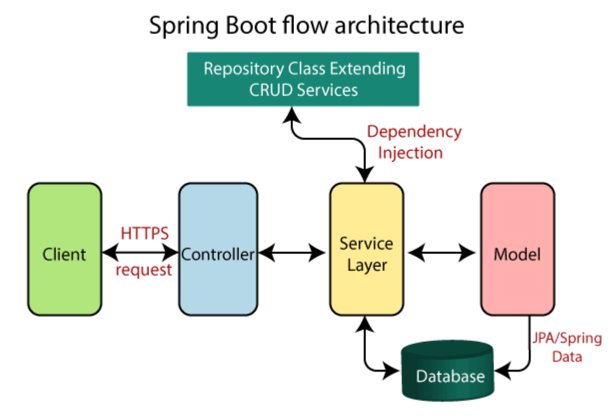 Spring Boot flow architecture
Repository Class Extending
CRUD Services
Dependency
Injection
Client
HTTPS
request
Controller
Service
Layer
Model
JPA/Spring
Data
Database